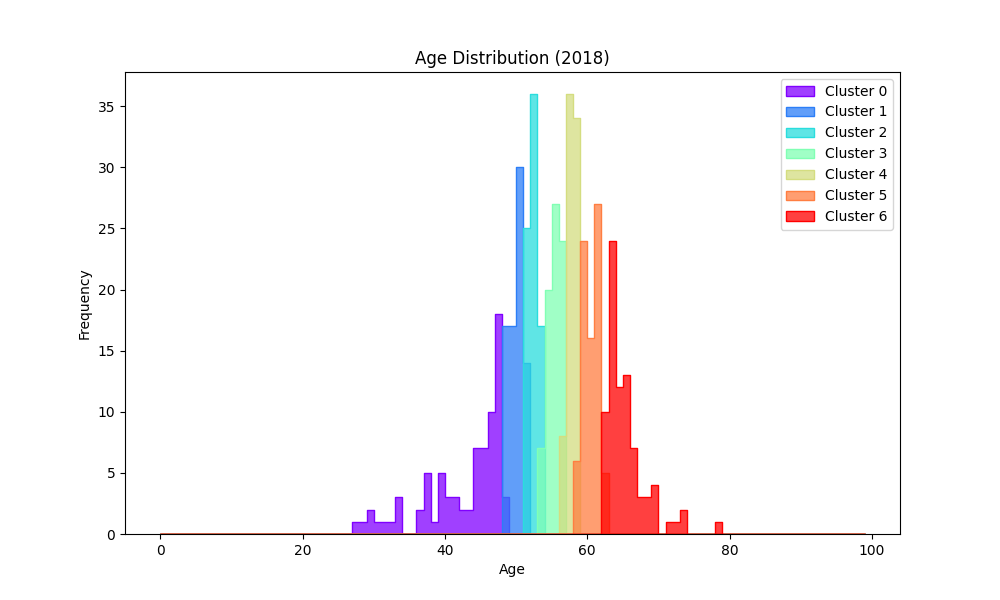 Age Distribution (2018)
Cluster 0
Cluster 1
Cluster 2
Cluster 3
Cluster 4
Cluster 5
Cluster 6
Frequency
35
30
25
20
15
10
5
0
0 20 40 60 80 100
Age